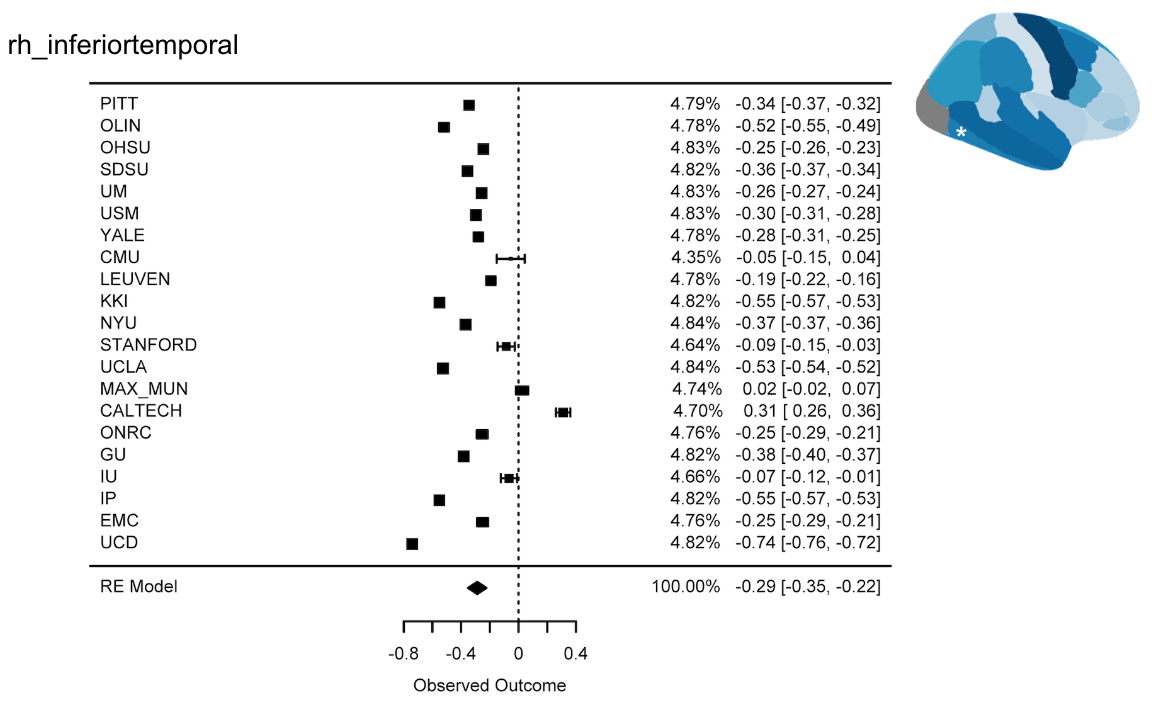 rh_inferiortemporal
PITT 4.79% -0.34 [-0.37, -0.32]
OLIN 4.78% -0.52 [-0.55, -0.49]
OHSU 4.83% -0.25 [-0.26, -0.23]
SDSU 4.82% -0.36 [-0.37, -0.34]
UM 4.83% -0.26 [-0.27, -0.24]
USM 4.83% -0.30 [-0.31, -0.28]
YALE 4.78% -0.28 [-0.31, -0.25]
CMU 4.35% -0.05 [-0.15, 0.04]
LEUVEN 4.78% -0.19 [-0.22, -0.16]
KKI 4.82% -0.55 [-0.57, -0.53]
NYU 4.84% -0.37 [-0.37, -0.36]
STANFORD 4.64% -0.09 [-0.15, -0.03]
UCLA 4.84% -0.53 [-0.54, -0.52]
MAX_MUN 4.74% 0.02 [-0.02, 0.07]
CALTECH 4.70% 0.31 [ 0.26, 0.36]
ONRC 4.76% -0.25 [-0.29, -0.21]
GU 4.82% -0.38 [-0.40, -0.37]
IU 4.66% -0.07 [-0.12, -0.01]
IP 4.82% -0.55 [-0.57, -0.53]
EMC 4.76% -0.25 [-0.29, -0.21]
UCD 4.82% -0.74 [-0.76, -0.72]
RE Model 100.00% -0.29 [-0.35, -0.22]
-0.8 -0.4 0 0.4
Observed Outcome
*